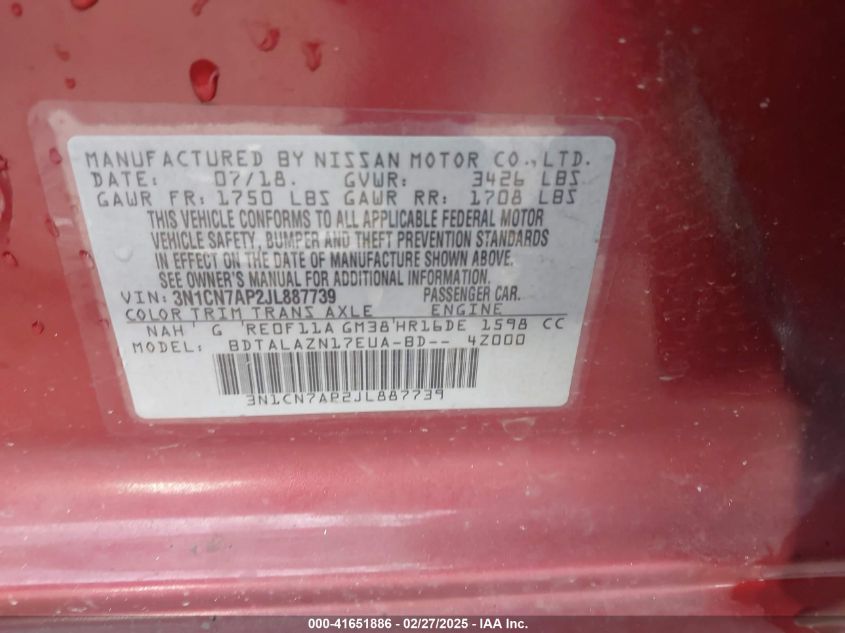 MANUFACTURED BY NISSAN MOTOR CO., LTD.
DATE: 07/18. GVWR: 3426 LBS
GAWR FR: 1750 LBS GAWR RR: 1708 LBS
THIS VEHICLE CONFORMS TO ALL APPLICABLE FEDERAL MOTOR
VEHICLE SAFETY, BUMPER AND THEFT PREVENTION STANDARDS
IN EFFECT ON THE DATE OF MANUFACTURE SHOWN ABOVE.
SEE OWNER'S MANUAL FOR ADDITIONAL INFORMATION.
VIN: 3N1CN7AP2JL887739 PASSENGER CAR.
COLOR TRIM TRANS AXLE ENGINE
NAH G RE0F11A GM38 HR16DE 1598 CC
MODEL: BDTALAZN17EUA-BD-- 4Z000
3N1CN7AP2JL887739
000-41651886 - 02/27/2025 - IAA Inc.